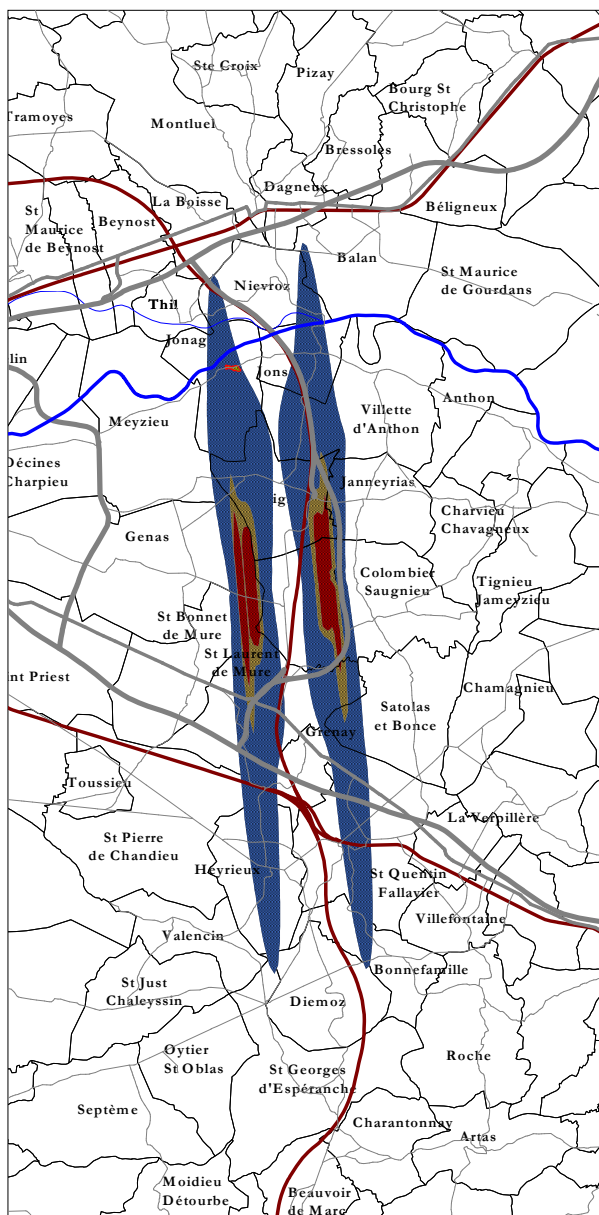 Ste Croix
Pizay
Bourg St
Christophe
Tramoyes
Montluel
Bressoles
Dagneux
La Boisse
St
Maurice
de Beynost
Beynost
Béligneux
Balan
St Maurice
de Gourdans
Nievroz
Thil
Jonag
lin
Jons
Anthon
Meyzieu
Villette
d'Anthon
Décines
Charpieu
Janneyrias
ig
Charvieu
Chavagneux
Genas
Colombier
Saugnieu
Tignieu
Jameyzieu
St Bonnet
de Mure
St Laurent
de Mure
nt Priest
Chamagnieu
Satolas
et Bonce
Grenay
Toussieu
La Verpillère
St Pierre
de Chandieu
Heyrieux
St Quentin
Fallavier
Villefontaine
Valencin
Bonnefamille
St Just
Chaleyssin
Diemoz
Oytier
St Oblas
Roche
St Georges
d'Espéranche
Septème
Charantonnay
Artas
Moidieu
Détourbe
Beauvoir
de Marc